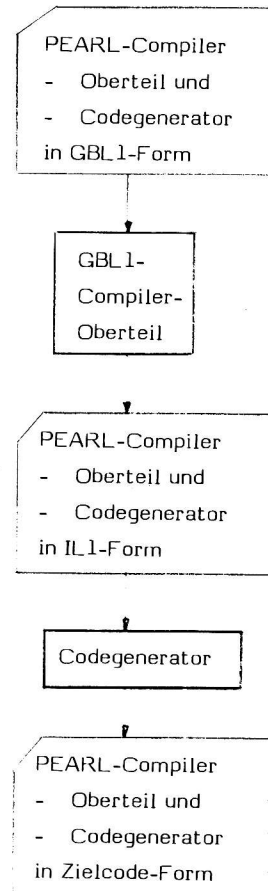 PEARL-Compiler
- Oberteil und
- Codegenerator
in GBL1-Form
GBL1-
Compiler-
Oberteil
PEARL-Compiler
- Oberteil und
- Codegenerator
in IL1-Form
Codegenerator
PEARL-Compiler
- Oberteil und
- Codegenerator
in Zielcode-Form